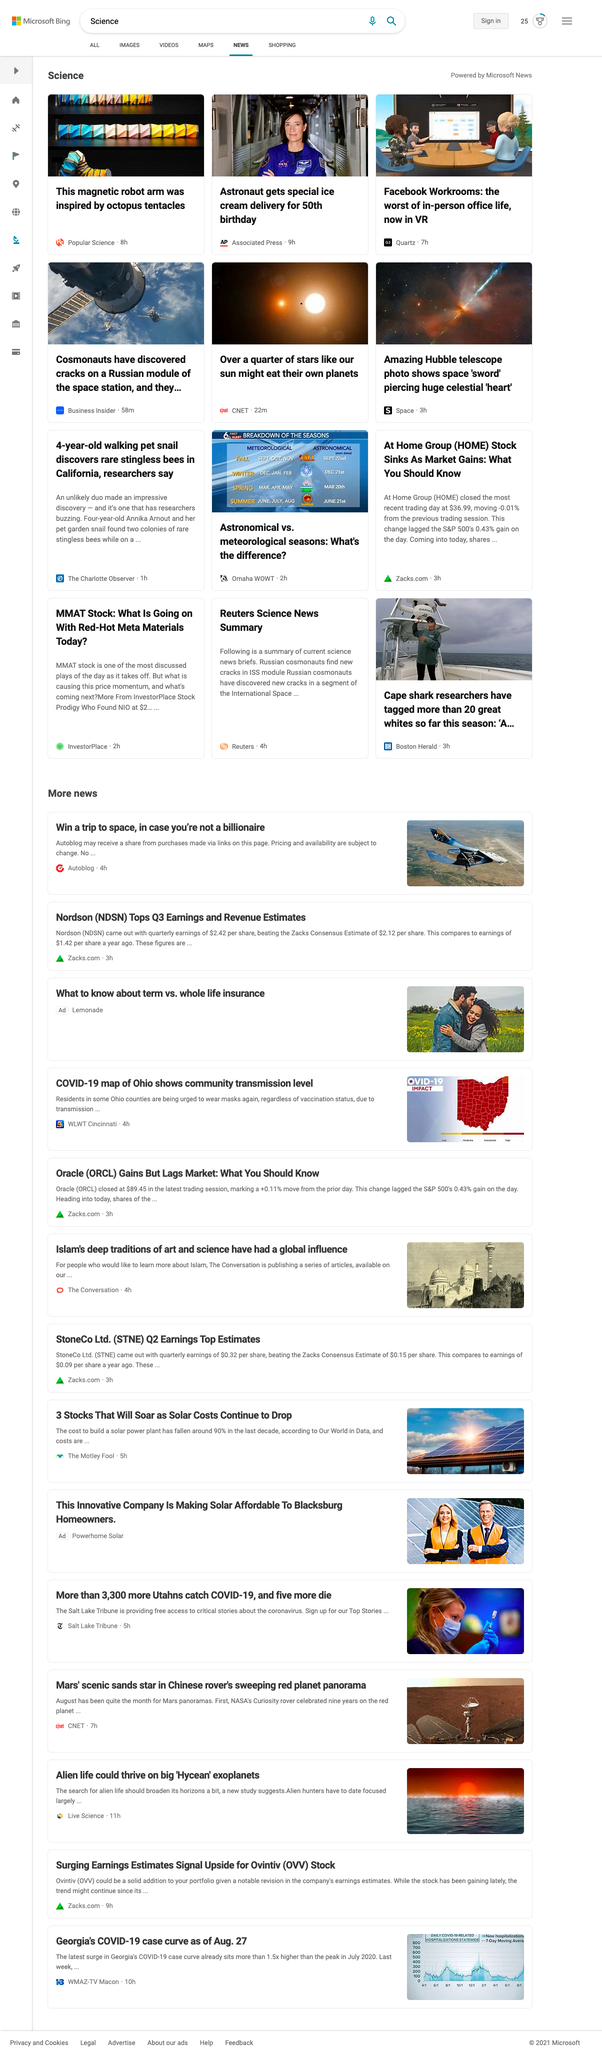 Microsoft Bing
Science
Sign in
25
ALL IMAGES VIDEOS MAPS NEWS SHOPPING
Science
Powered by Microsoft News
This magnetic robot arm was
inspired by octopus tentacles
Popular Science · 8h
Astronaut gets special ice
cream delivery for 50th
birthday
AP Associated Press · 9h
Facebook Workrooms: the
worst of in-person office life,
now in VR
Quartz · 7h
Cosmonauts have discovered
cracks on a Russian module of
the space station, and they...
Business Insider · 58m
Over a quarter of stars like our
sun might eat their own planets
CNET · 22m
Amazing Hubble telescope
photo shows space 'sword'
piercing huge celestial 'heart'
Space · 3h
4-year-old walking pet snail
discovers rare stingless bees in
California, researchers say
An unlikely duo made an
impressive discovery — and it's one that has researchers
buzzing. Four-year-old Annika Arnout and her
pet garden snail found two colonies of rare
stingless bees while on a ...
The Charlotte Observer · 1h
BREAKDOWN OF THE SEASONS
METEOROLOGICAL ASTRONOMICAL
FALL
WINTER DEC, JAN, FEB DEC 21st
SPRING MAR, APR, MAY MAR 20th
SUMMER JUNE, JULY, AUG JUNE 21st
Astronomical vs.
meteorological seasons: What's
the difference?
Omaha WOWT · 2h
At Home Group (HOME) Stock
Sinks As Market Gains: What
You Should Know
At Home Group (HOME) closed the most
recent trading day at $36.99, moving -0.01%
from the previous trading session. This
change lagged the S&P 500's 0.43% gain on
the day. Coming into today, shares ...
Zacks.com · 3h
MMAT Stock: What Is Going on
With Red-Hot Meta Materials
Today?
MMAT stock is one of the most discussed
plays of the day as it takes off. But what is
causing this price momentum, and what's
coming next?More From InvestorPlace Stock
Prodigy Who Found NIO at $2... ...
InvestorPlace · 2h
Reuters Science News
Summary
Following is a summary of current science
news briefs. Russian cosmonauts find new
cracks in ISS module Russian cosmonauts
have discovered new cracks in a segment of
the International Space ...
Reuters · 4h
Cape shark researchers have
tagged more than 20 great
whites so far this season: 'A...
Boston Herald · 3h
More news
Win a trip to space, in case you're not a billionaire
Autoblog may receive a share from purchases made via links on this page. Pricing and availability are subject to
change. No ...
Autoblog · 4h
Nordson (NDSN) Tops Q3 Earnings and Revenue Estimates
Nordson (NDSN) came out with quarterly earnings of $2.42 per share, beating the Zacks Consensus Estimate of $2.12 per share. This compares to earnings of
$1.42 per share a year ago. These figures are ...
Zacks.com · 3h
What to know about term vs. whole life insurance
Ad Lemonade
COVID-19 map of Ohio shows community transmission level
Residents in some Ohio counties are being urged to wear masks again, regardless of vaccination status, due to
transmission ...
WLWT Cincinnati · 4h
OVID-19
IMPACT
Oracle (ORCL) Gains But Lags Market: What You Should Know
Oracle (ORCL) closed at $89.45 in the latest trading session, marking a +0.11% move from the prior day. This change lagged the S&P 500's 0.43% gain on the day.
Heading into today, shares of the ...
Zacks.com · 3h
Islam's deep traditions of art and science have had a global influence
For people who would like to learn more about Islam, The Conversation is publishing a series of articles, available on
our ...
The Conversation · 4h
StoneCo Ltd. (STNE) Q2 Earnings Top Estimates
StoneCo Ltd. (STNE) came out with quarterly earnings of $0.32 per share, beating the Zacks Consensus Estimate of $0.15 per share. This compares to earnings of
$0.09 per share a year ago. These ...
Zacks.com · 3h
3 Stocks That Will Soar as Solar Costs Continue to Drop
The cost to build a solar power plant has fallen around 90% in the last decade, according to Our World in Data, and
costs are ...
The Motley Fool · 5h
This Innovative Company Is Making Solar Affordable To Blacksburg
Homeowners.
Ad Powerhome Solar
More than 3,300 more Utahns catch COVID-19, and five more die
The Salt Lake Tribune is providing free access to critical stories about the coronavirus. Sign up for our Top Stories ...
Salt Lake Tribune · 5h
Mars' scenic sands star in Chinese rover's sweeping red planet panorama
August has been quite the month for Mars panoramas. First, NASA's Curiosity rover celebrated nine years on the red
planet ...
CNET · 7h
Alien life could thrive on big 'Hycean' exoplanets
The search for alien life should broaden its horizons a bit, a new study suggests.Alien hunters have to date focused
largely ...
Live Science · 11h
Surging Earnings Estimates Signal Upside for Ovintiv (OVV) Stock
Ovintiv (OVV) could be a solid addition to your portfolio given a notable revision in the company's earnings estimates. While the stock has been gaining lately, the
trend might continue since its ...
Zacks.com · 9h
Georgia's COVID-19 case curve as of Aug. 27
The latest surge in Georgia's COVID-19 case curve already sits more than 1.5x higher than the peak in July 2020. Last
week, ...
WMAZ-TV Macon · 10h
DAILY COVID-19 RELATED
HOSPITALIZATIONS STATEWIDE
New hospitalization
7-Day Moving Avera
Privacy and Cookies Legal Advertise About our ads Help Feedback
© 2021 Microsoft